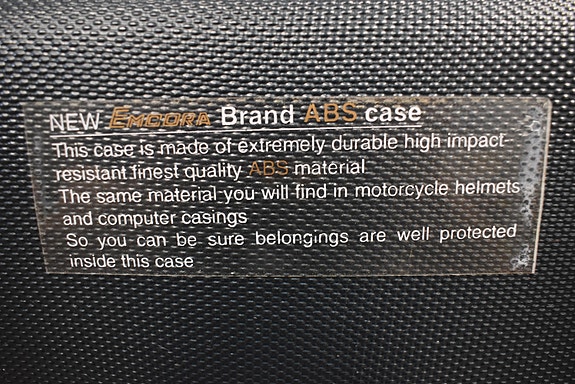 NEW EMCORA Brand ABS case
This case is made of extremely durable high impact-
resistant finest quality ABS material
The same material you will find in motorcycle helmets
and computer casings
So you can be sure belongings are well protected
inside this case